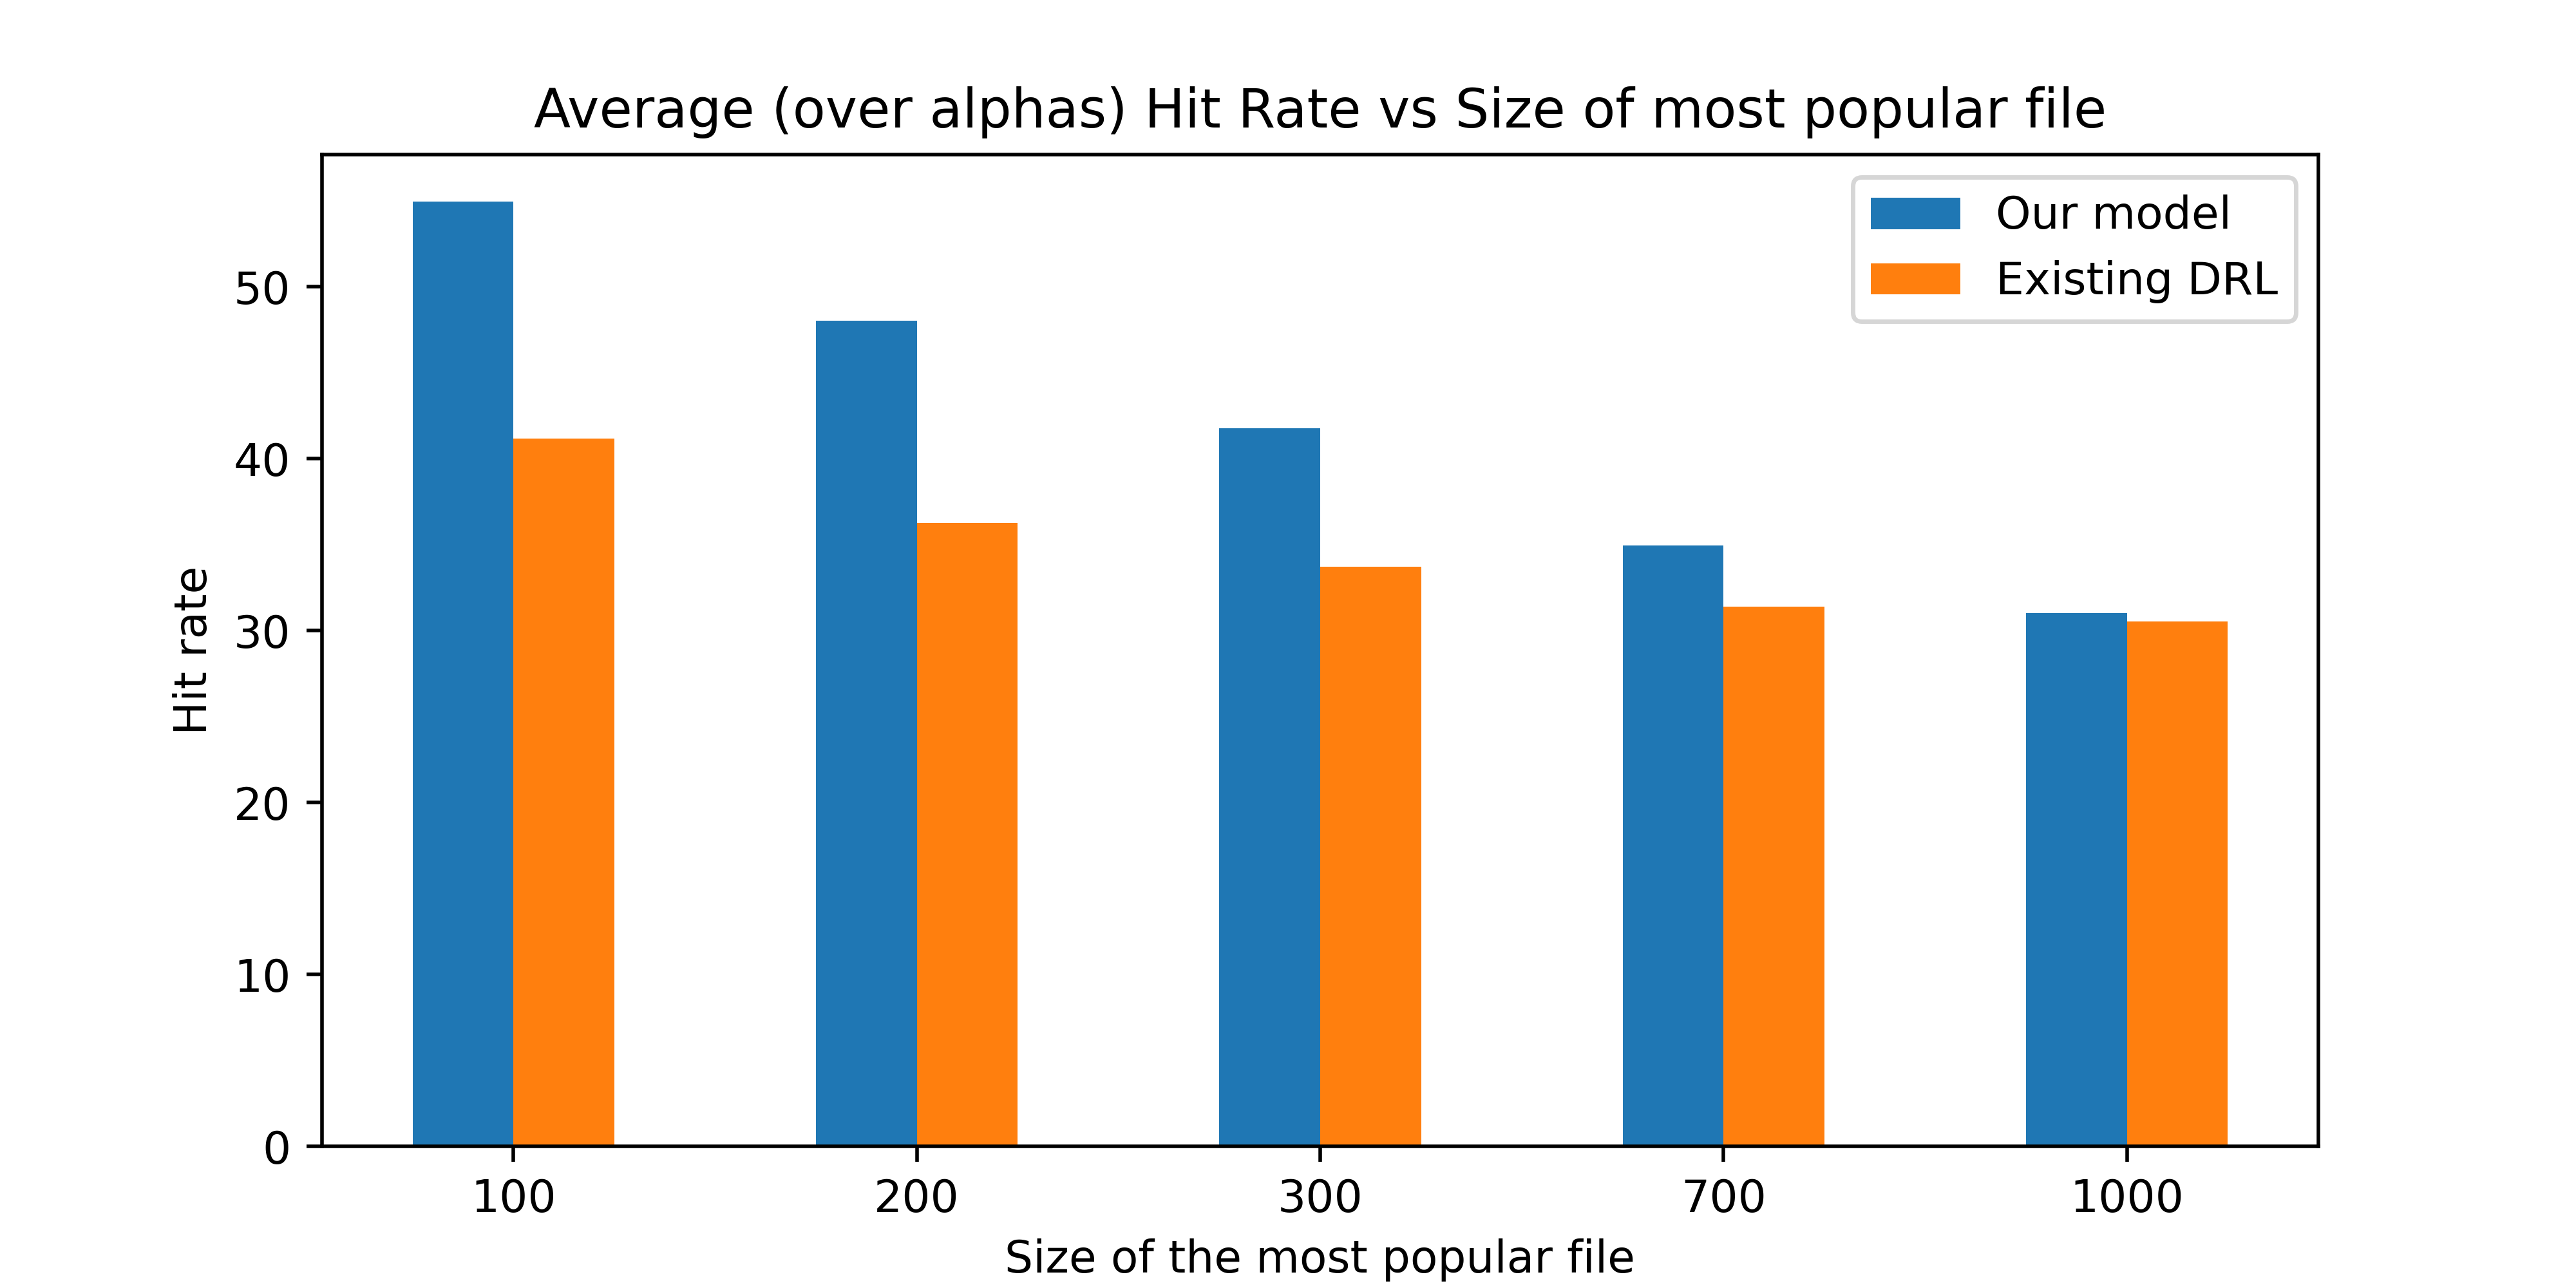 Average (over alphas) Hit Rate vs Size of most popular file
Our model
Existing DRL
50
40
30
20
10
0
Hit rate
100 200 300 700 1000
Size of the most popular file